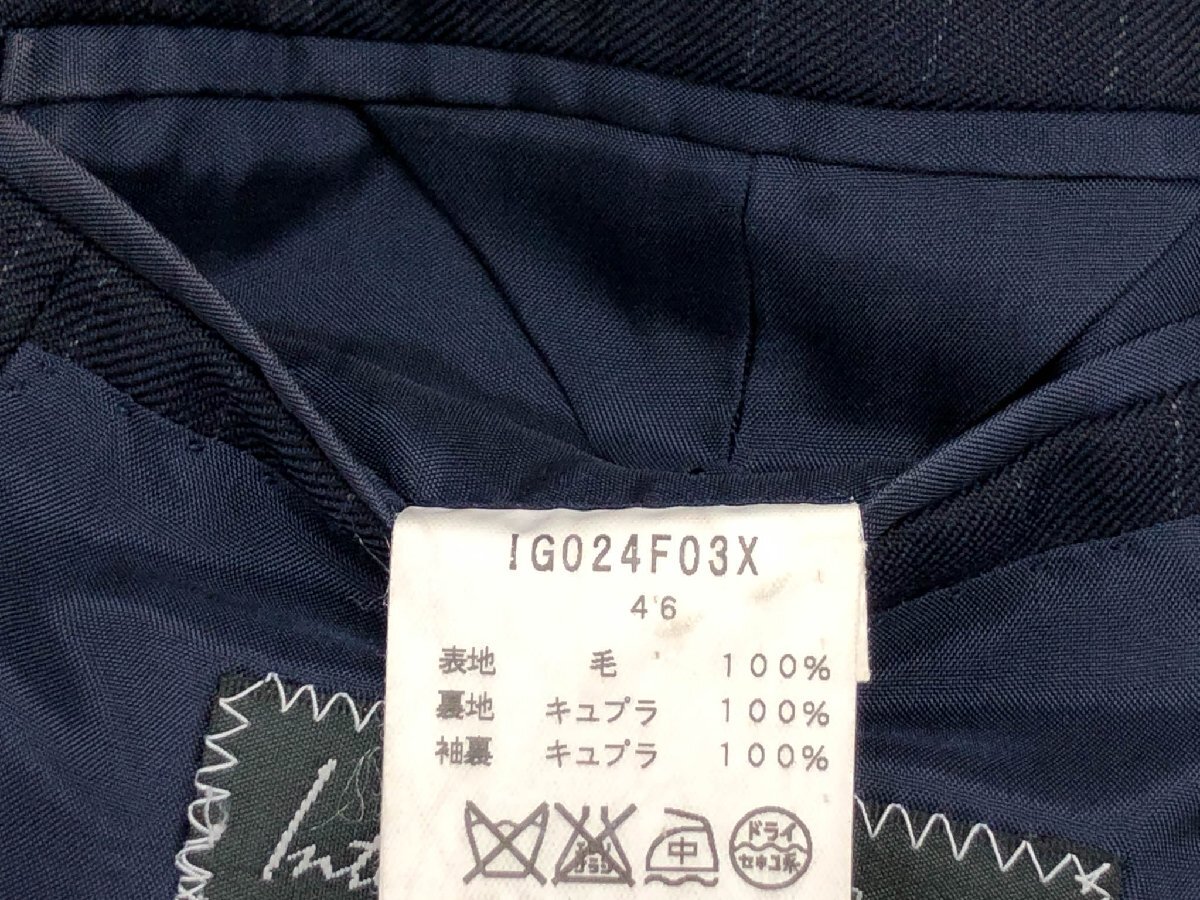 IG024F03X
46
表地 毛 100%
裏地 キュプラ 100%
袖裏 キュプラ 100%
中 ドライ
セキユ系